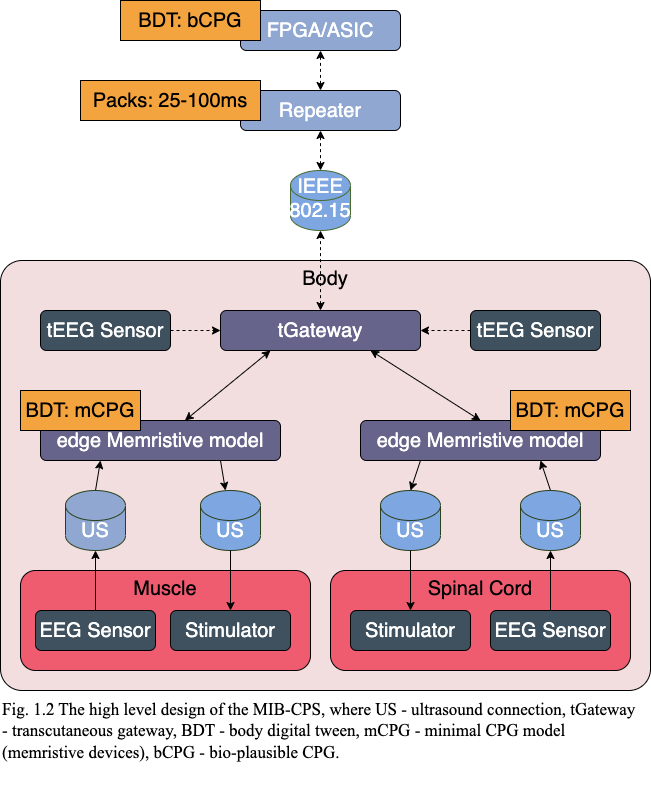 BDT: bCPG
FPGA/ASIC
Packs: 25-100ms
Repeater
IEEE
802.15
Body
tEEG Sensor
tGateway
tEEG Sensor
BDT: mCPG
BDT: mCPG
edge Memristive model
edge Memristive model
US
US
US
US
Muscle
Spinal Cord
EEG Sensor
Stimulator
Stimulator
EEG Sensor
Fig. 1.2 The high level design of the MIB-CPS, where US - ultrasound connection, tGateway
- transcutaneous gateway, BDT - body digital tween, mCPG - minimal CPG model
(memristive devices), bCPG - bio-plausible CPG.